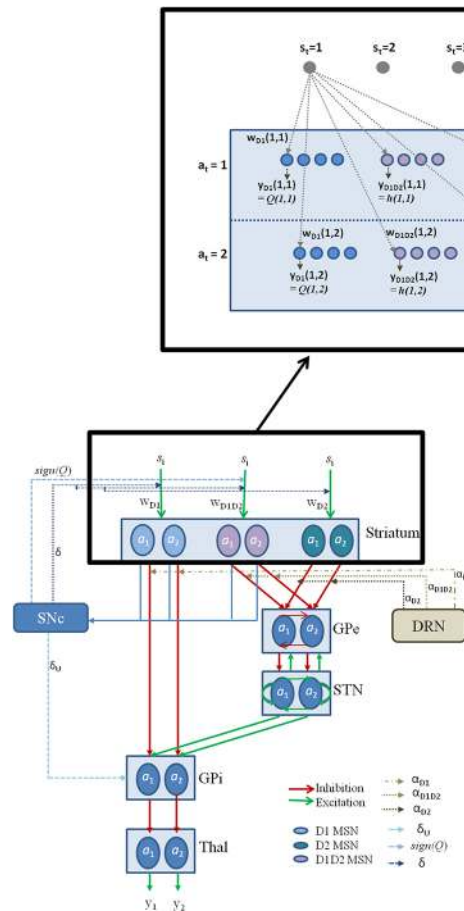 s_t=1 s_t=2 s_t=
w_D1(1,1)
a_t = 1
y_D1(1,1) y_D1D2(1,1)
= Q(1,1) = h(1,1)
w_D1(1,2) w_D1D2(1,2)
a_t = 2
y_D1(1,2) y_D1D2(1,2)
= Q(1,2) = h(1,2)
s_t s_t s_t
sign(Q)
w_D1 w_D1D2 w_D2
a_1 a_2 a_1 a_2 a_1 a_2 Striatum
δ
α_D2 α_D1D2
SNc a_1 a_2 GPe DRN
δ_U
a_1 a_2 STN
a_1 a_2 GPi
a_1 a_2 Thal
y_1 y_2
Inhibition
Excitation
D1 MSN
D2 MSN
D1D2 MSN
α_D1
α_D1D2
α_D2
δ_U
sign(Q)
δ